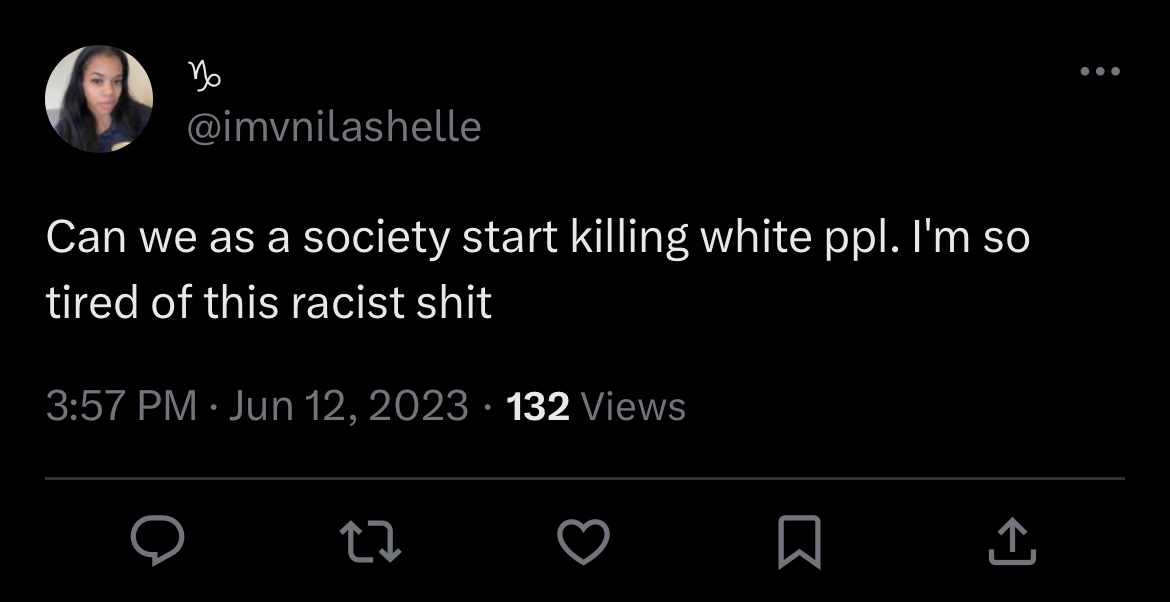 ♑︎
@imvnilashelle
Can we as a society start killing white ppl. I'm so
tired of this racist shit
3:57 PM · Jun 12, 2023 · 132 Views